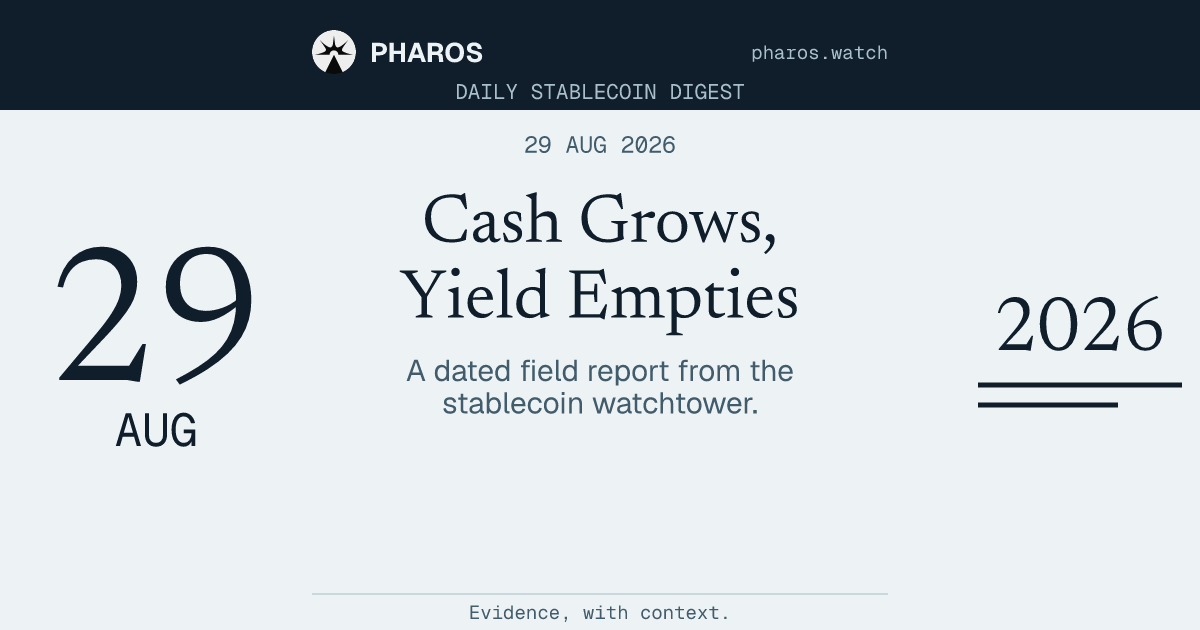 PHAROS
pharos.watch
DAILY STABLECOIN DIGEST
29 AUG 2026
Cash Grows,
Yield Empties
A dated field report from the
stablecoin watchtower.
29
AUG
2026
Evidence, with context.